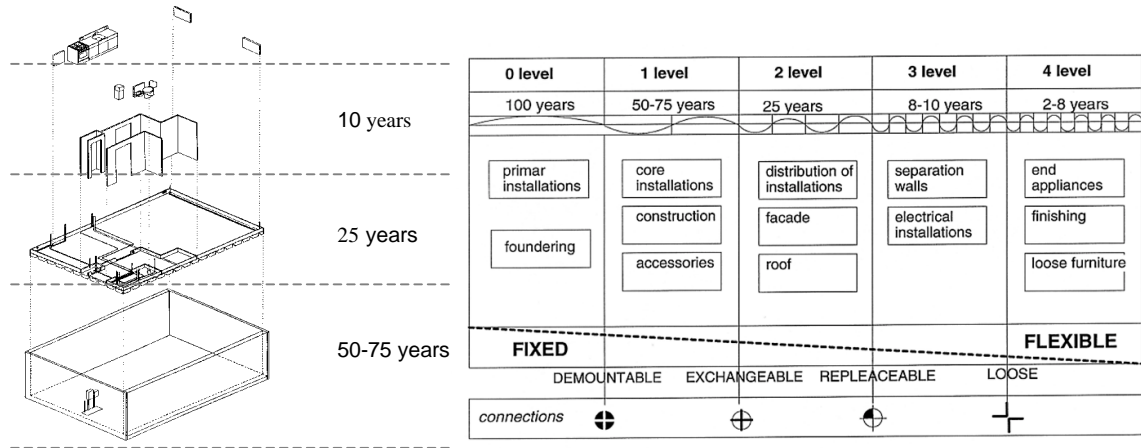 10 years
25 years
50-75 years
0 level
1 level
2 level
3 level
4 level
100 years
50-75 years
25 years
8-10 years
2-8 years
primar
installations
core
installations
distribution of
installations
separation
walls
end
appliances
foundering
construction
facade
electrical
installations
finishing
accessories
roof
loose furniture
FIXED
FLEXIBLE
DEMOUNTABLE
EXCHANGEABLE
REPLEACEABLE
LOOSE
connections